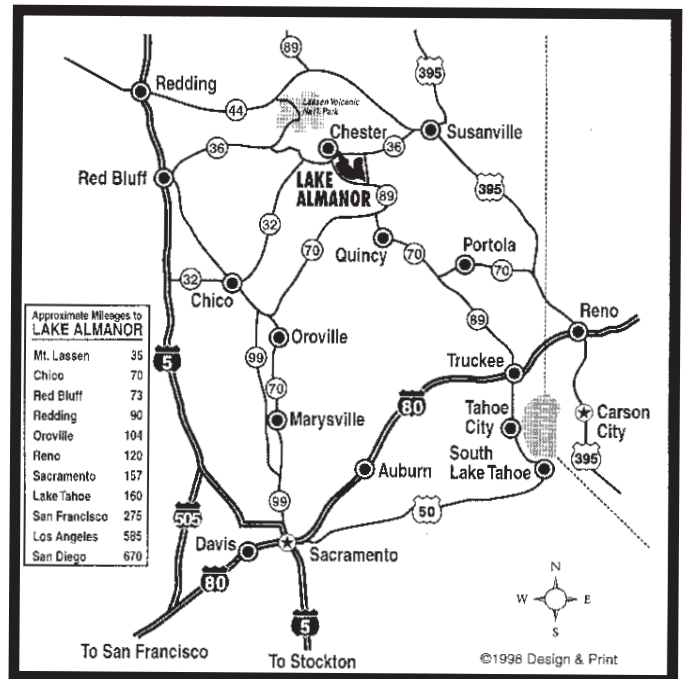 89
395
Redding
44
Lassen Volcanic
Nat'l. Park
Chester
Susanville
36
36
Red Bluff
LAKE
ALMANOR
89
395
32
70
Quincy
70
Portola
70
32
Chico
89
Reno
Approximate Mileages to
LAKE ALMANOR
Mt. Lassen 35
Chico 70
Red Bluff 73
Redding 90
Oroville 104
Reno 120
Sacramento 157
Lake Tahoe 160
San Francisco 275
Los Angeles 585
San Diego 670
5
99
Oroville
Truckee
70
80
Marysville
Tahoe
City
Carson
City
Auburn
South
Lake Tahoe
395
99
505
50
Davis
Sacramento
80
5
N
W E
S
To San Francisco
To Stockton
©1998 Design & Print